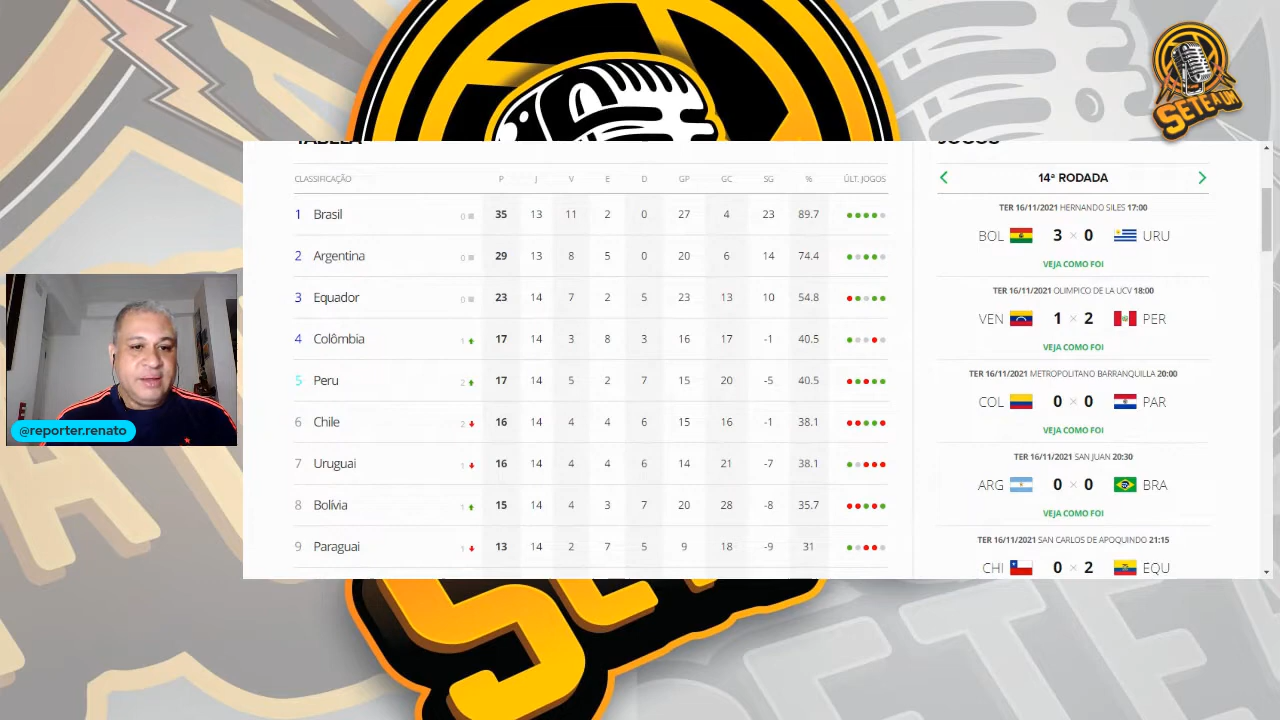 SETE A UM
TABELA
CLASSIFICAÇÃO P J V E D GP GC SG % ÚLT. JOGOS
1 Brasil 0 35 13 11 2 0 27 4 23 89.7
2 Argentina 0 29 13 8 5 0 20 6 14 74.4
3 Equador 0 23 14 7 2 5 23 13 10 54.8
4 Colômbia 1 17 14 3 8 3 16 17 -1 40.5
5 Peru 2 17 14 5 2 7 15 20 -5 40.5
6 Chile 2 16 14 4 4 6 15 16 -1 38.1
7 Uruguai 1 16 14 4 4 6 14 21 -7 38.1
8 Bolívia 1 15 14 4 3 7 20 28 -8 35.7
9 Paraguai 1 13 14 2 7 5 9 18 -9 31
JOGOS
14ª RODADA
TER 16/11/2021 HERNANDO SILES 17:00
BOL 3 × 0 URU
VEJA COMO FOI
TER 16/11/2021 OLIMPICO DE LA UCV 18:00
VEN 1 × 2 PER
VEJA COMO FOI
TER 16/11/2021 METROPOLITANO BARRANQUILLA 20:00
COL 0 × 0 PAR
VEJA COMO FOI
TER 16/11/2021 SAN JUAN 20:30
ARG 0 × 0 BRA
VEJA COMO FOI
TER 16/11/2021 SAN CARLOS DE APOQUINDO 21:15
CHI 0 × 2 EQU
@reporter.renato